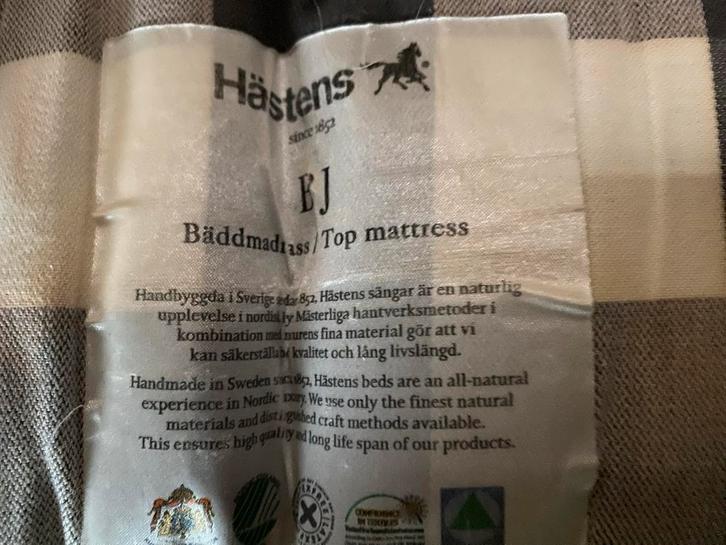 Hästens
since 1852
BJ
Bäddmadrass / Top mattress
Handbyggda i Sverige sedan 1852, Hästens sängar är en naturlig
upplevelse i nordisk Mästerliga hantverksmetoder i
kombination med naturens fina material gör att vi
kan säkerställa kvalitet och lång livslängd.
Handmade in Sweden since 1852, Hästens beds are an all-natural
experience in Nordic luxury. We use only the finest natural
materials and distinguished craft methods available.
This ensures high quality and long life span of our products.
CONFIDENCE
IN TEXTILES